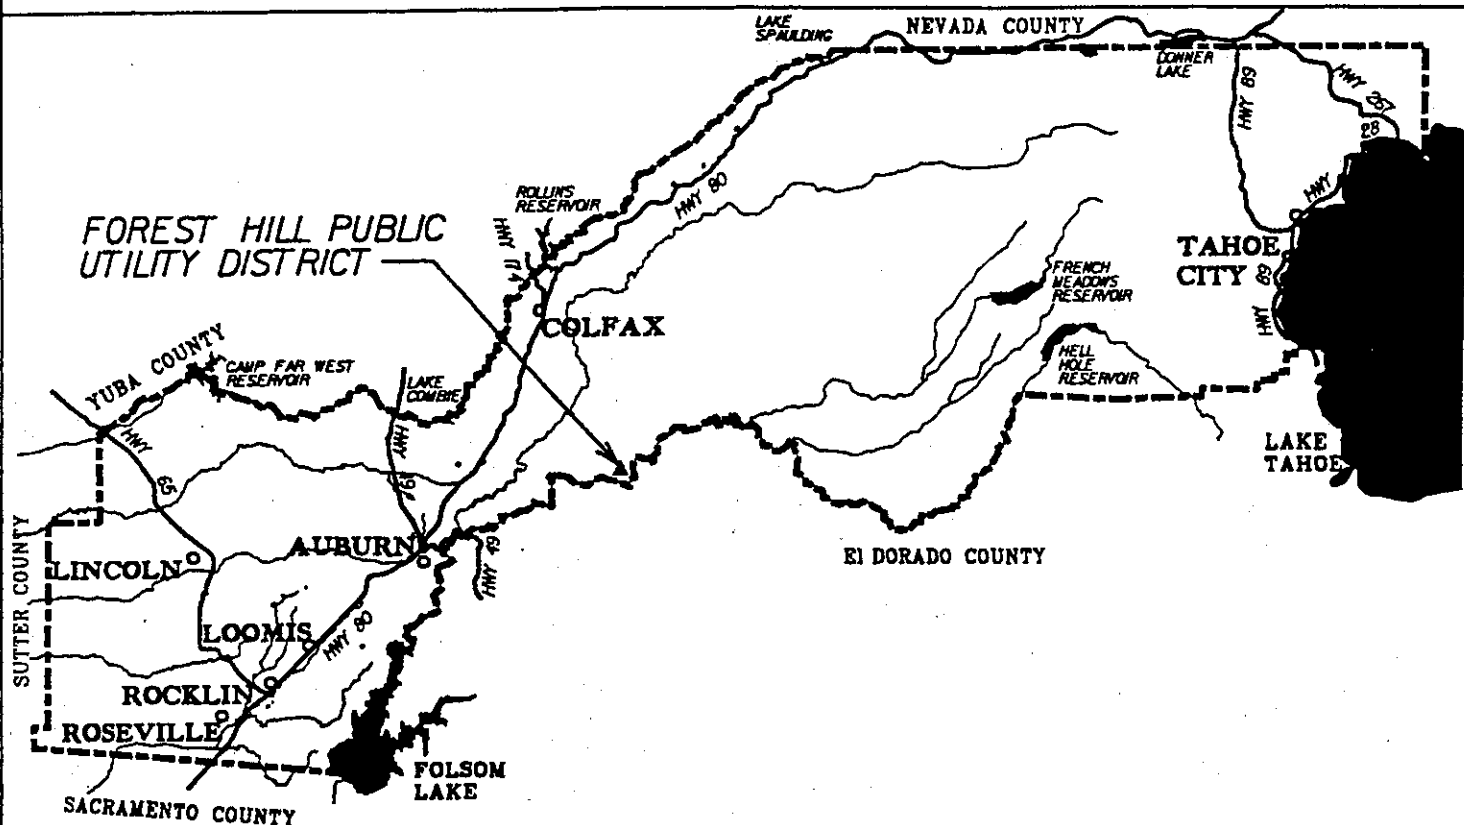 LAKE
SPAULDING
NEVADA COUNTY
DONNER
LAKE
HWY 89
HWY 267
28
HWY
ROLLINS
RESERVOIR
HWY 80
HWY 174
FOREST HILL PUBLIC
UTILITY DISTRICT
TAHOE
CITY
HWY 89
FRENCH
MEADOWS
RESERVOIR
COLFAX
HELL
HOLE
RESERVOIR
YUBA COUNTY
CAMP FAR WEST
RESERVOIR
LAKE
COMBIE
HWY 65
HWY 49
LAKE
TAHOE
SUTTER COUNTY
AUBURN
HWY 49
El DORADO COUNTY
LINCOLN
LOOMIS
HWY 80
ROCKLIN
ROSEVILLE
FOLSOM
LAKE
SACRAMENTO COUNTY